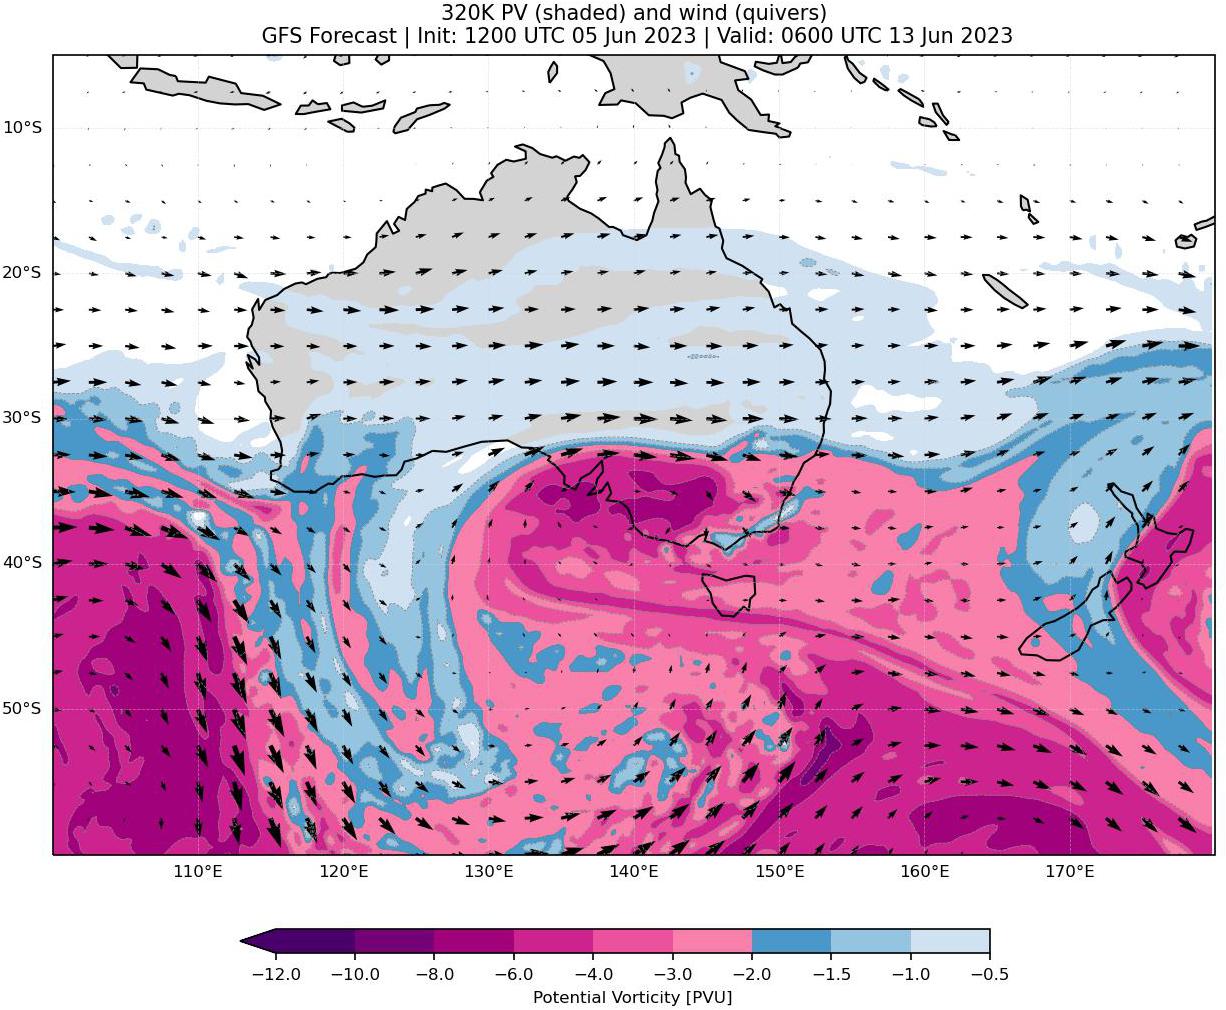 320K PV (shaded) and wind (quivers)
GFS Forecast | Init: 1200 UTC 05 Jun 2023 | Valid: 0600 UTC 13 Jun 2023
10°S
20°S
30°S
40°S
50°S
110°E 120°E 130°E 140°E 150°E 160°E 170°E
−12.0 −10.0 −8.0 −6.0 −4.0 −3.0 −2.0 −1.5 −1.0 −0.5
Potential Vorticity [PVU]